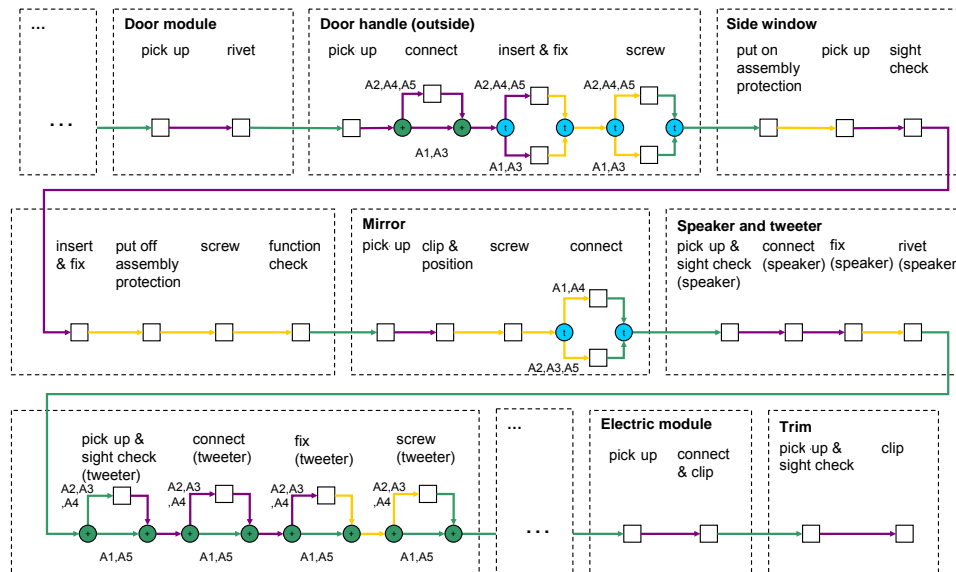 ...
Door module
pick up
rivet
Door handle (outside)
pick up
connect
insert & fix
screw
Side window
put on
assembly
protection
pick up
sight
check
A2,A4,A5
A2,A4,A5
A2,A4,A5
...
+
+
t
t
t
t
A1,A3
A1,A3
A1,A3
insert
& fix
put off
assembly
protection
screw
function
check
Mirror
pick up
clip &
position
screw
connect
Speaker and tweeter
pick up &
sight check
(speaker)
connect
(speaker)
fix
(speaker)
rivet
(speaker)
A1,A4
t
t
A2,A3,A5
pick up &
sight check
(tweeter)
connect
(tweeter)
fix
(tweeter)
screw
(tweeter)
...
Electric module
pick up
connect
& clip
Trim
pick up &
sight check
clip
A2,A3
,A4
A2,A3
,A4
A2,A3
,A4
A2,A3
,A4
+
+
+
+
+
+
+
+
...
A1,A5
A1,A5
A1,A5
A1,A5